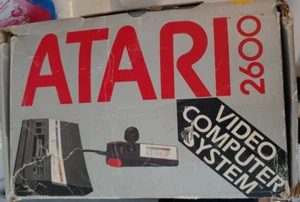 ATARI
2600
VIDEO
COMPUTER
SYSTEM